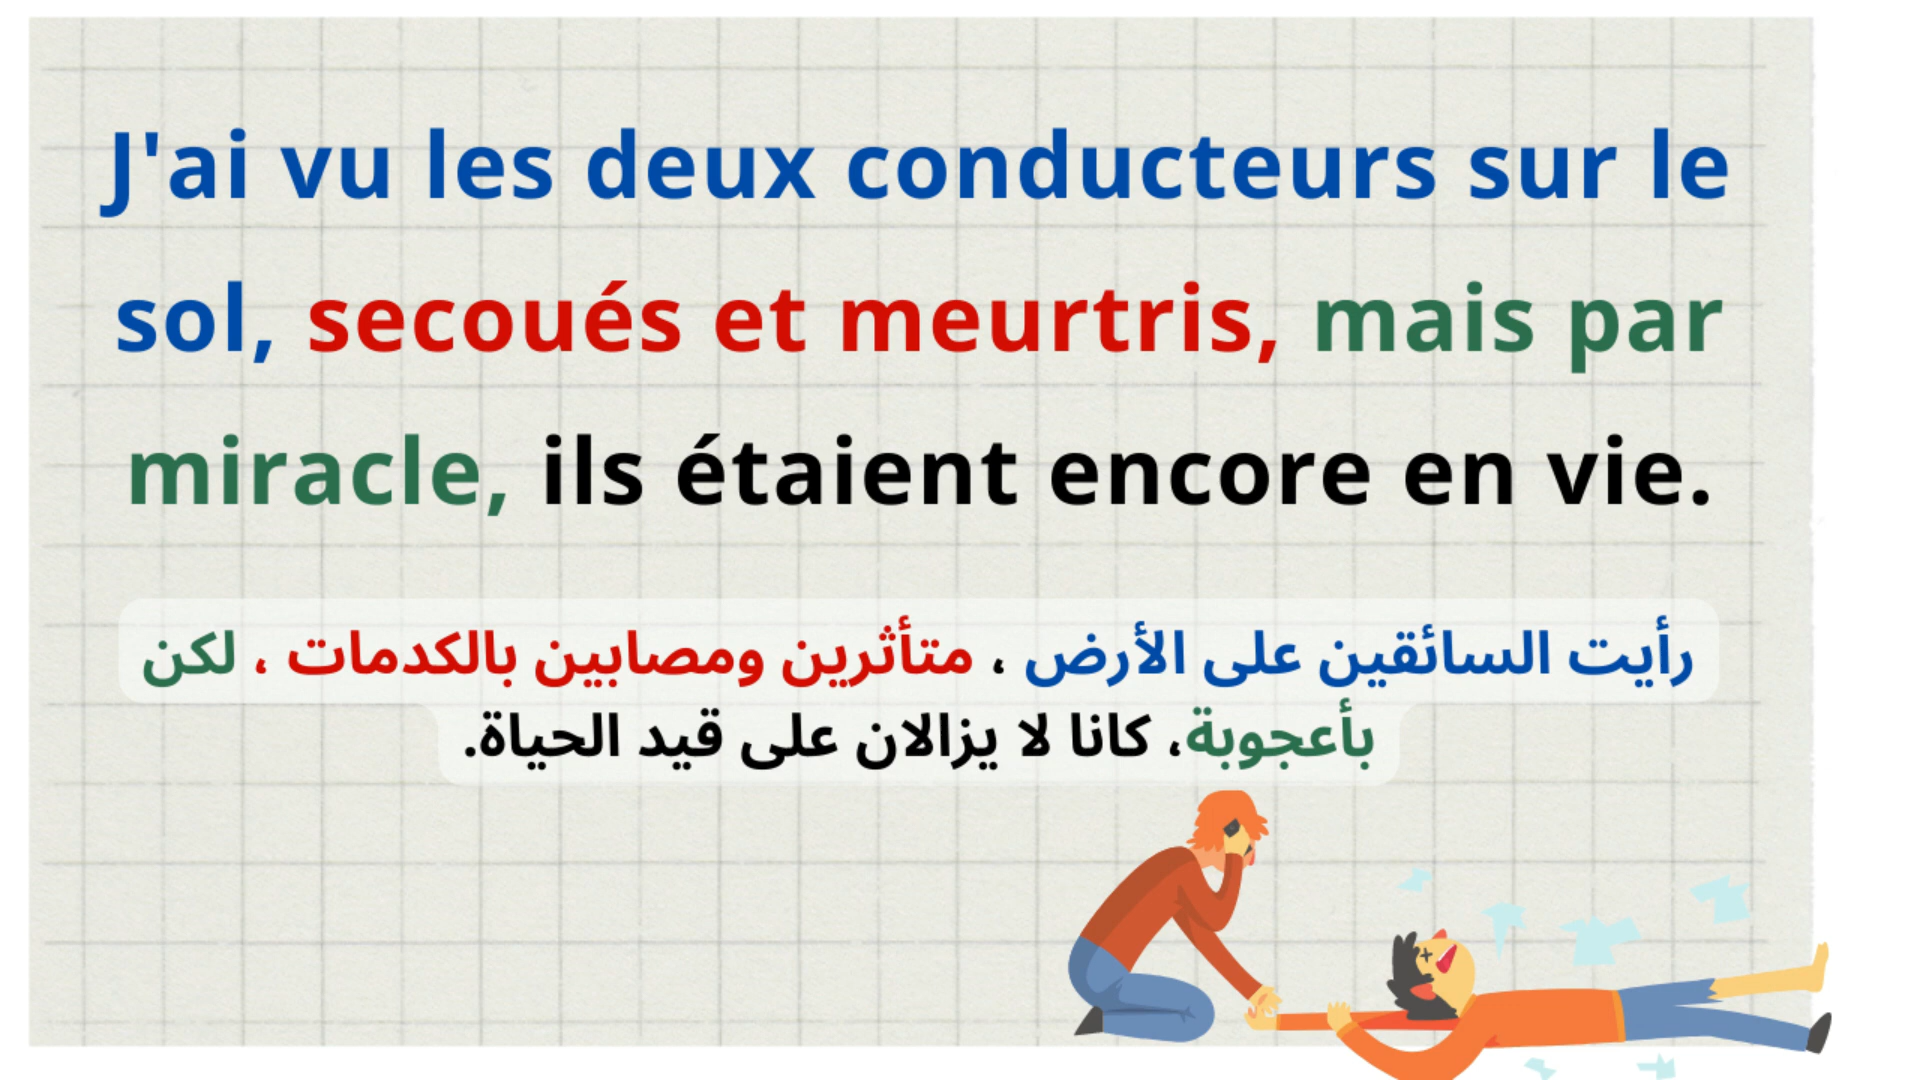 J'ai vu les deux conducteurs sur le
sol, secoués et meurtris, mais par
miracle, ils étaient encore en vie.
رأيت السائقين على الأرض ، متأثرين ومصابين بالكدمات ، لكن
بأعجوبة، كانا لا يزالان على قيد الحياة.